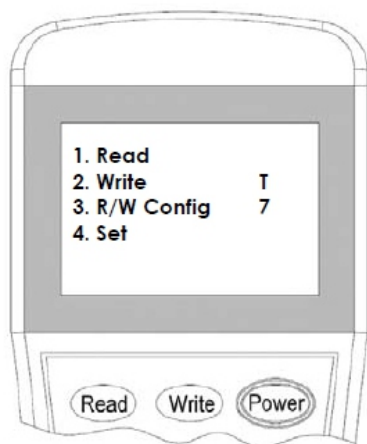 1. Read
2. Write T
3. R/W Config 7
4. Set
Read Write Power